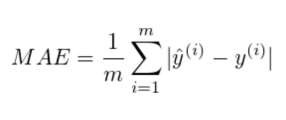 MAE = \frac{1}{m} \sum_{i=1}^{m} |\hat{y}^{(i)} - y^{(i)}|